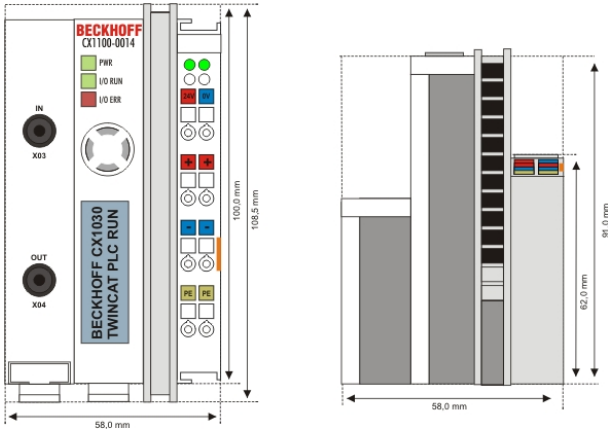 BECKHOFF
CX1100-0014
PWR
I/O RUN
I/O ERR
IN
X03
OUT
X04
BECKHOFF CX1030
TWINCAT PLC RUN
24V 0V
+ +
- -
PE PE
100,0 mm
108,5 mm
58,0 mm
62,0 mm
91,0 mm
58,0 mm